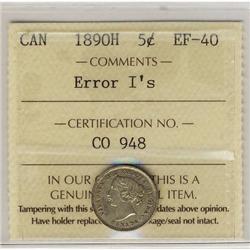 CAN 1890H 5¢ EF-40
— COMMENTS —
Error I's
— CERTIFICATION NO. —
CO 948
IN OUR THIS IS A
GENUIN L ITEM.
Tampering with this dates above opinion.
Have holder replac kage/seal not intact.